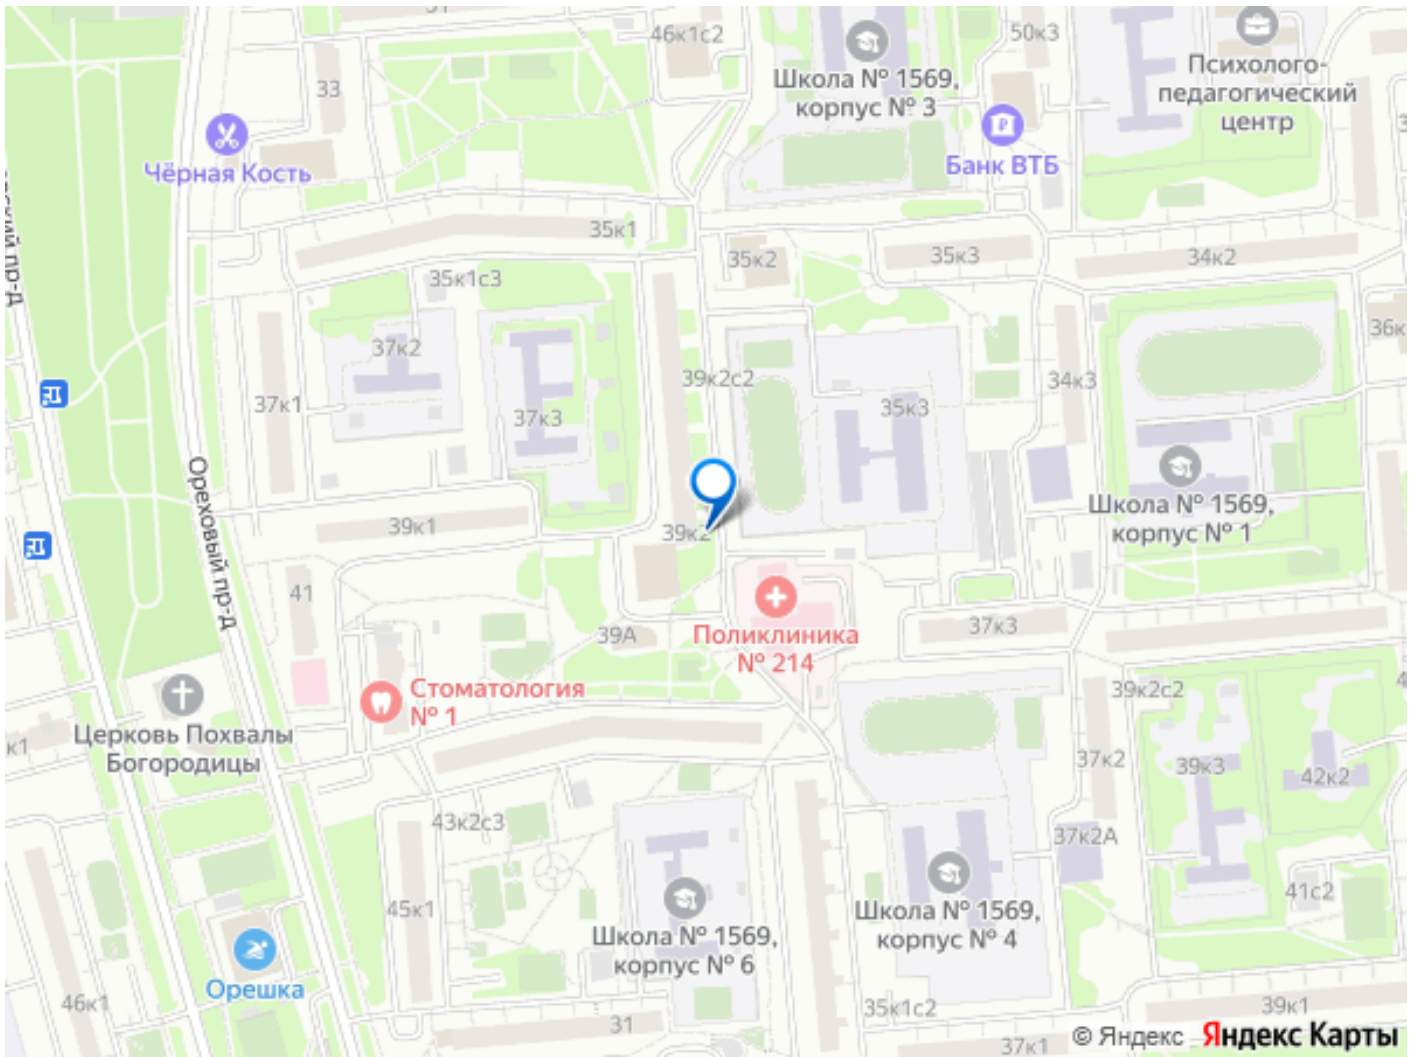 46к1с2
50к3
33
Школа № 1569,
корпус № 3
Психолого-
педагогический
центр
Чёрная Кость
Банк ВТБ
35к1
35к2
35к3
34к2
35к1с3
36к
37к2
39к2с2
34к3
37к1
37к3
35к3
Ореховый пр-д
39к1
39к2
Школа № 1569,
корпус № 1
41
39А
Поликлиника
№ 214
37к3
Стоматология
№ 1
39к2с2
Церковь Похвалы
Богородицы
к1
37к2
39к3
42к2
43к2с3
37к2А
45к1
41с2
Школа № 1569,
корпус № 6
Школа № 1569,
корпус № 4
Орешка
46к1
31
35к1с2
39к1
37к1
© Яндекс Яндекс Карты